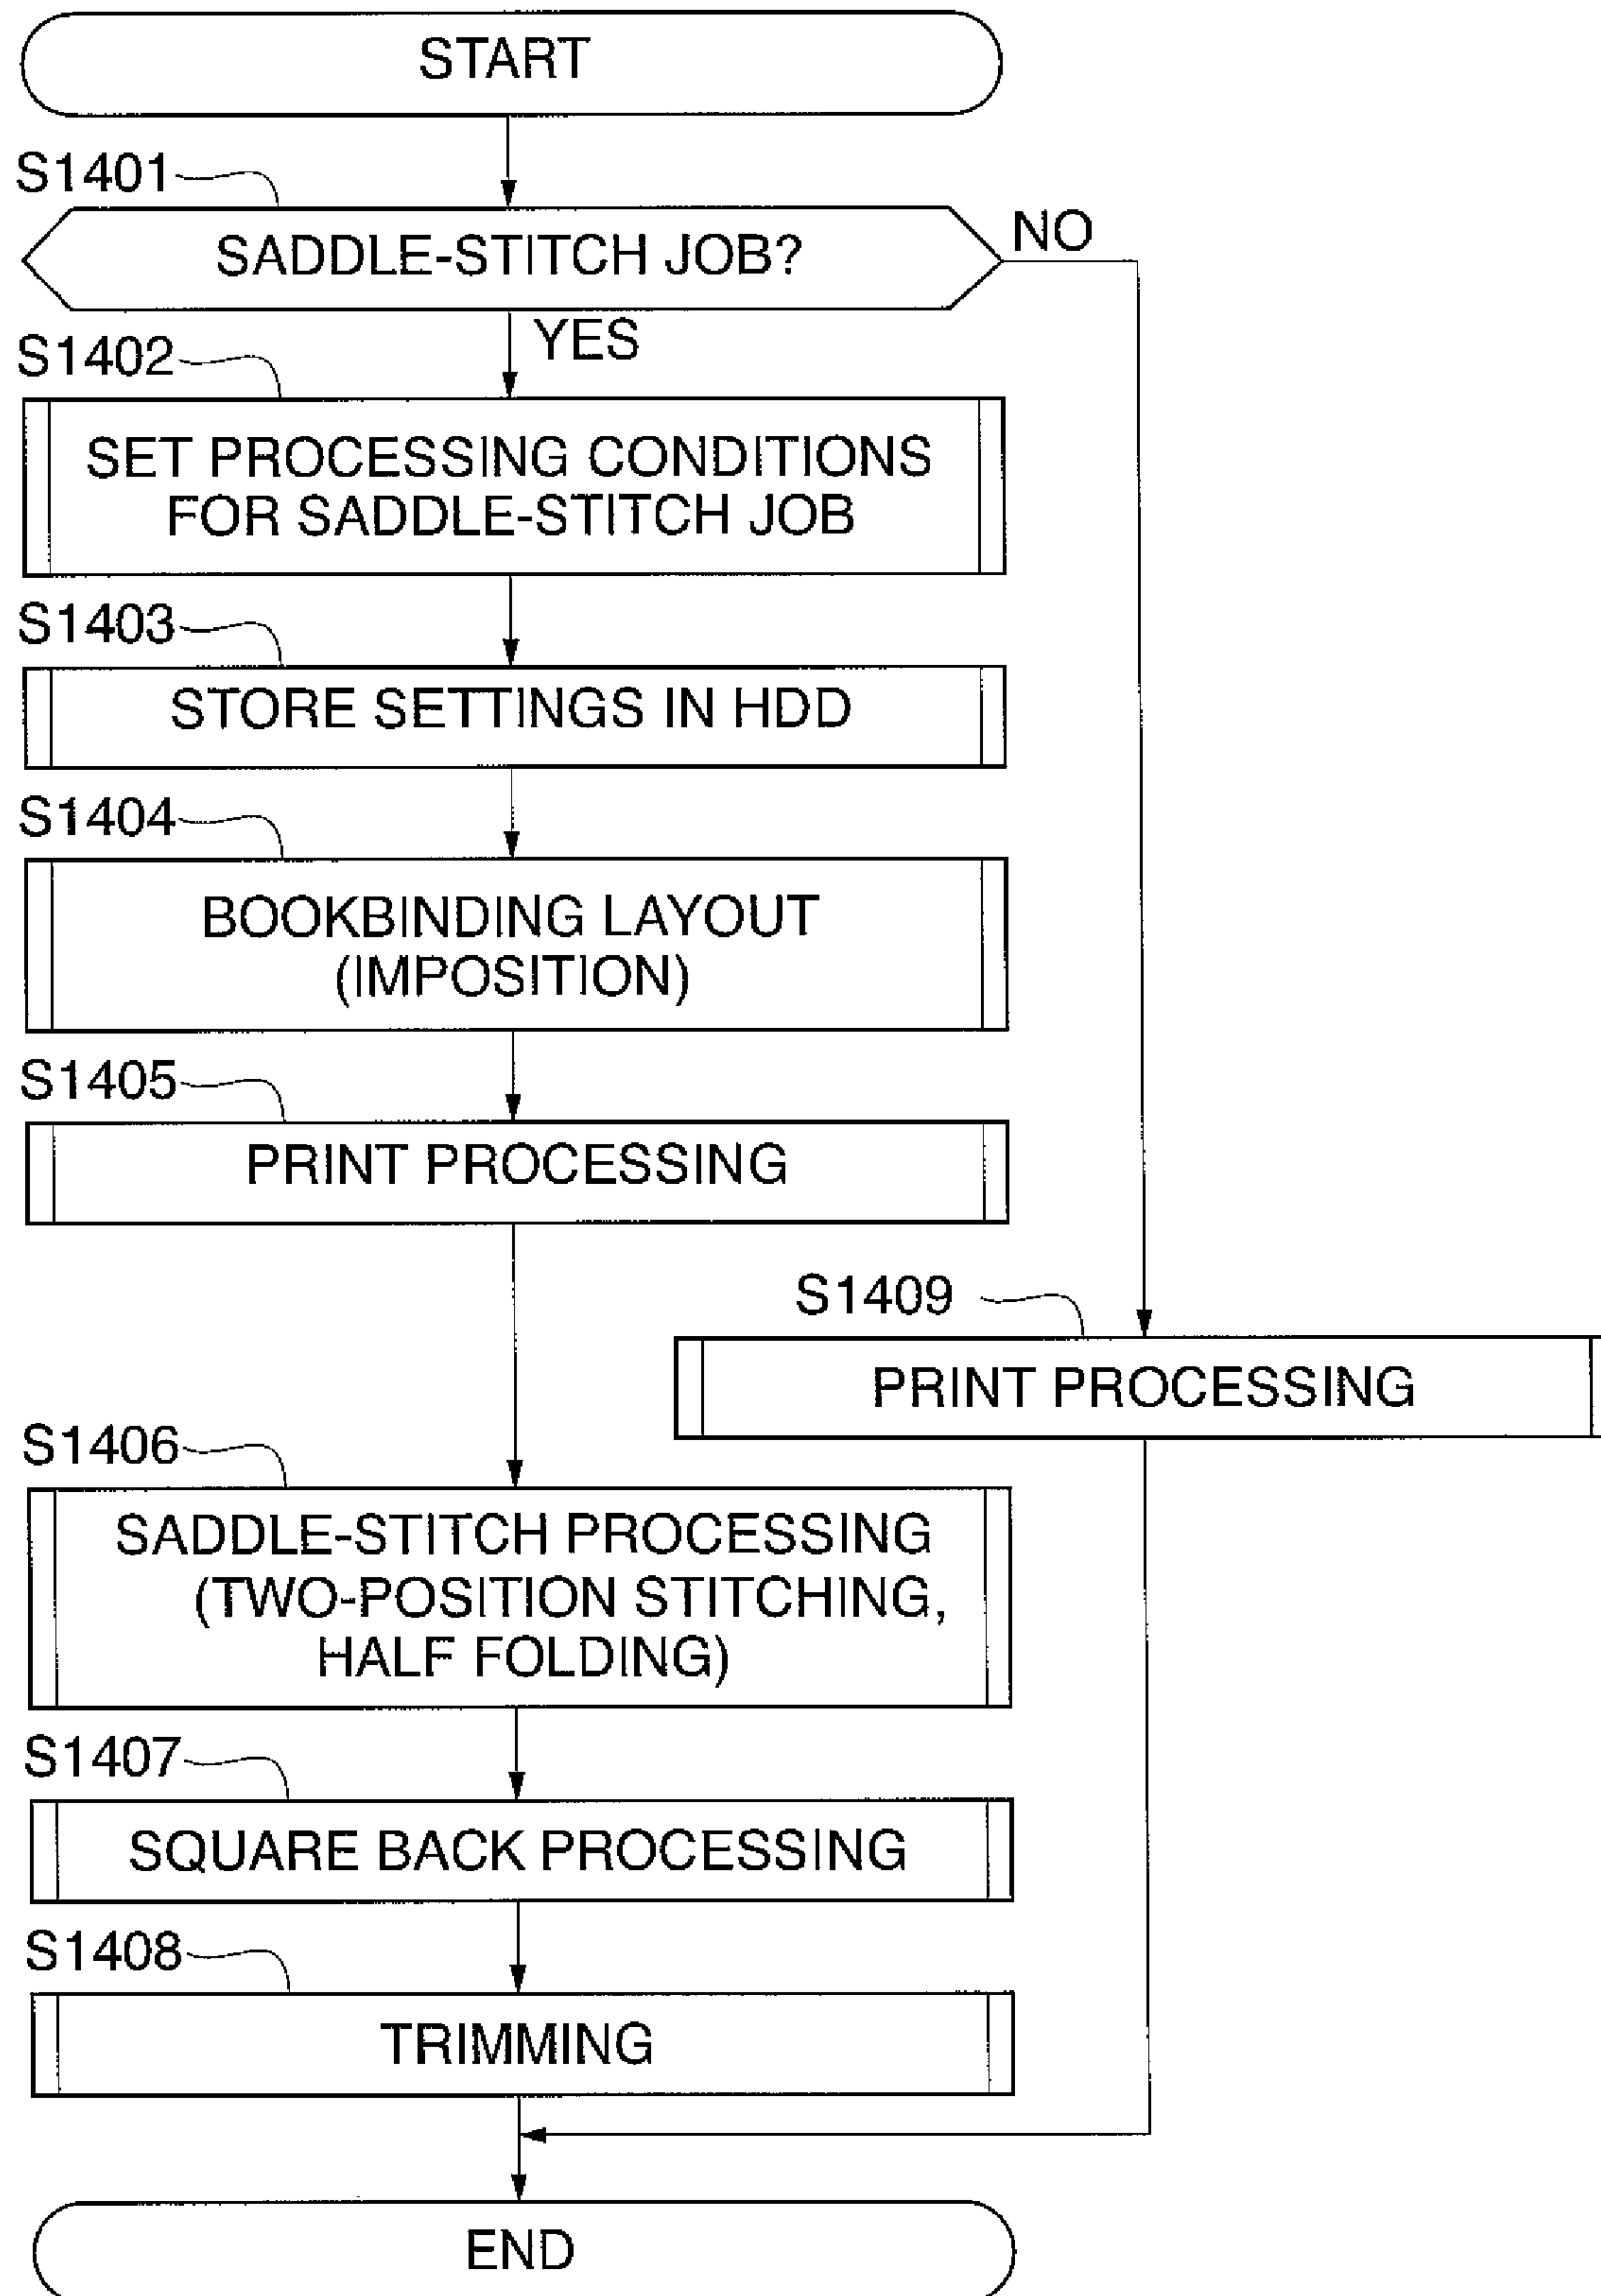 START
S1401
SADDLE-STITCH JOB?
NO
YES
S1402
SET PROCESSING CONDITIONS
FOR SADDLE-STITCH JOB
S1403
STORE SETTINGS IN HDD
S1404
BOOKBINDING LAYOUT
(IMPOSITION)
S1405
PRINT PROCESSING
S1409
PRINT PROCESSING
S1406
SADDLE-STITCH PROCESSING
(TWO-POSITION STITCHING,
HALF FOLDING)
S1407
SQUARE BACK PROCESSING
S1408
TRIMMING
END